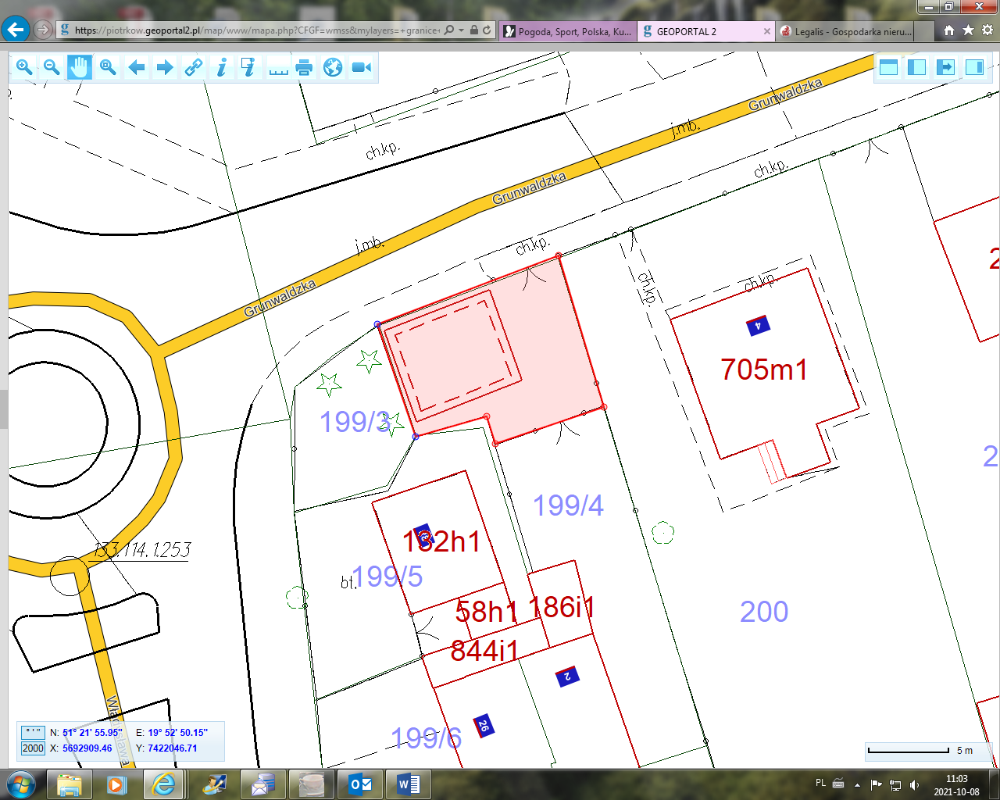 https://piotrkow.geoportal2.pl/map/www/mapa.php?CFGF=wmss&mylayers=+granice+
Pogoda, Sport, Polska, Ku...
GEOPORTAL 2
Legalis - Gospodarka nieru...
Grunwaldzka
j.mb.
ch.kp.
ch.kp.
Grunwaldzka
j.mb.
ch.kp.
Grunwaldzka
ch.kp.
ch.kp.
4
705m1
199/3
199/4
133.114.1.253
132h1
199/5
bt.
58h1
186i1
200
844i1
2
26
199/6
N: 51° 21' 55.95" E: 19° 52' 50.15"
2000 X: 5692909.46 Y: 7422046.71
5 m
PL
11:03
2021-10-08